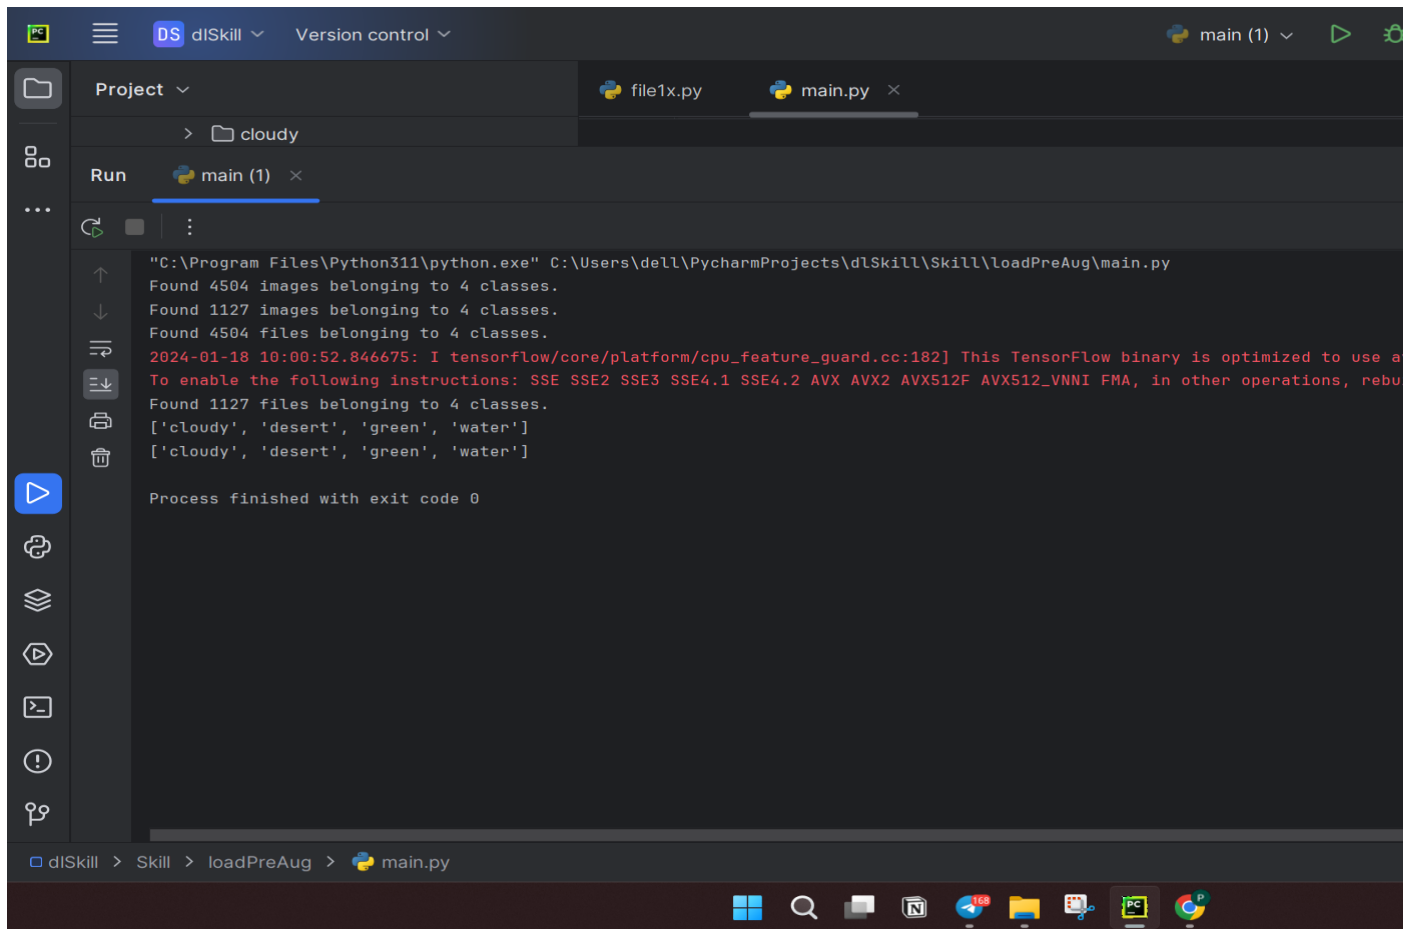 PC DS dlSkill Version control main (1)
Project file1x.py main.py
cloudy
Run main (1)
"C:\Program Files\Python311\python.exe" C:\Users\dell\PycharmProjects\dlSkill\Skill\loadPreAug\main.py
Found 4504 images belonging to 4 classes.
Found 1127 images belonging to 4 classes.
Found 4504 files belonging to 4 classes.
2024-01-18 10:00:52.846675: I tensorflow/core/platform/cpu_feature_guard.cc:182] This TensorFlow binary is optimized to use
To enable the following instructions: SSE SSE2 SSE3 SSE4.1 SSE4.2 AVX AVX2 AVX512F AVX512_VNNI FMA, in other operations,
Found 1127 files belonging to 4 classes.
['cloudy', 'desert', 'green', 'water']
['cloudy', 'desert', 'green', 'water']
Process finished with exit code 0
dlSkill > Skill > loadPreAug > main.py
168 PC P